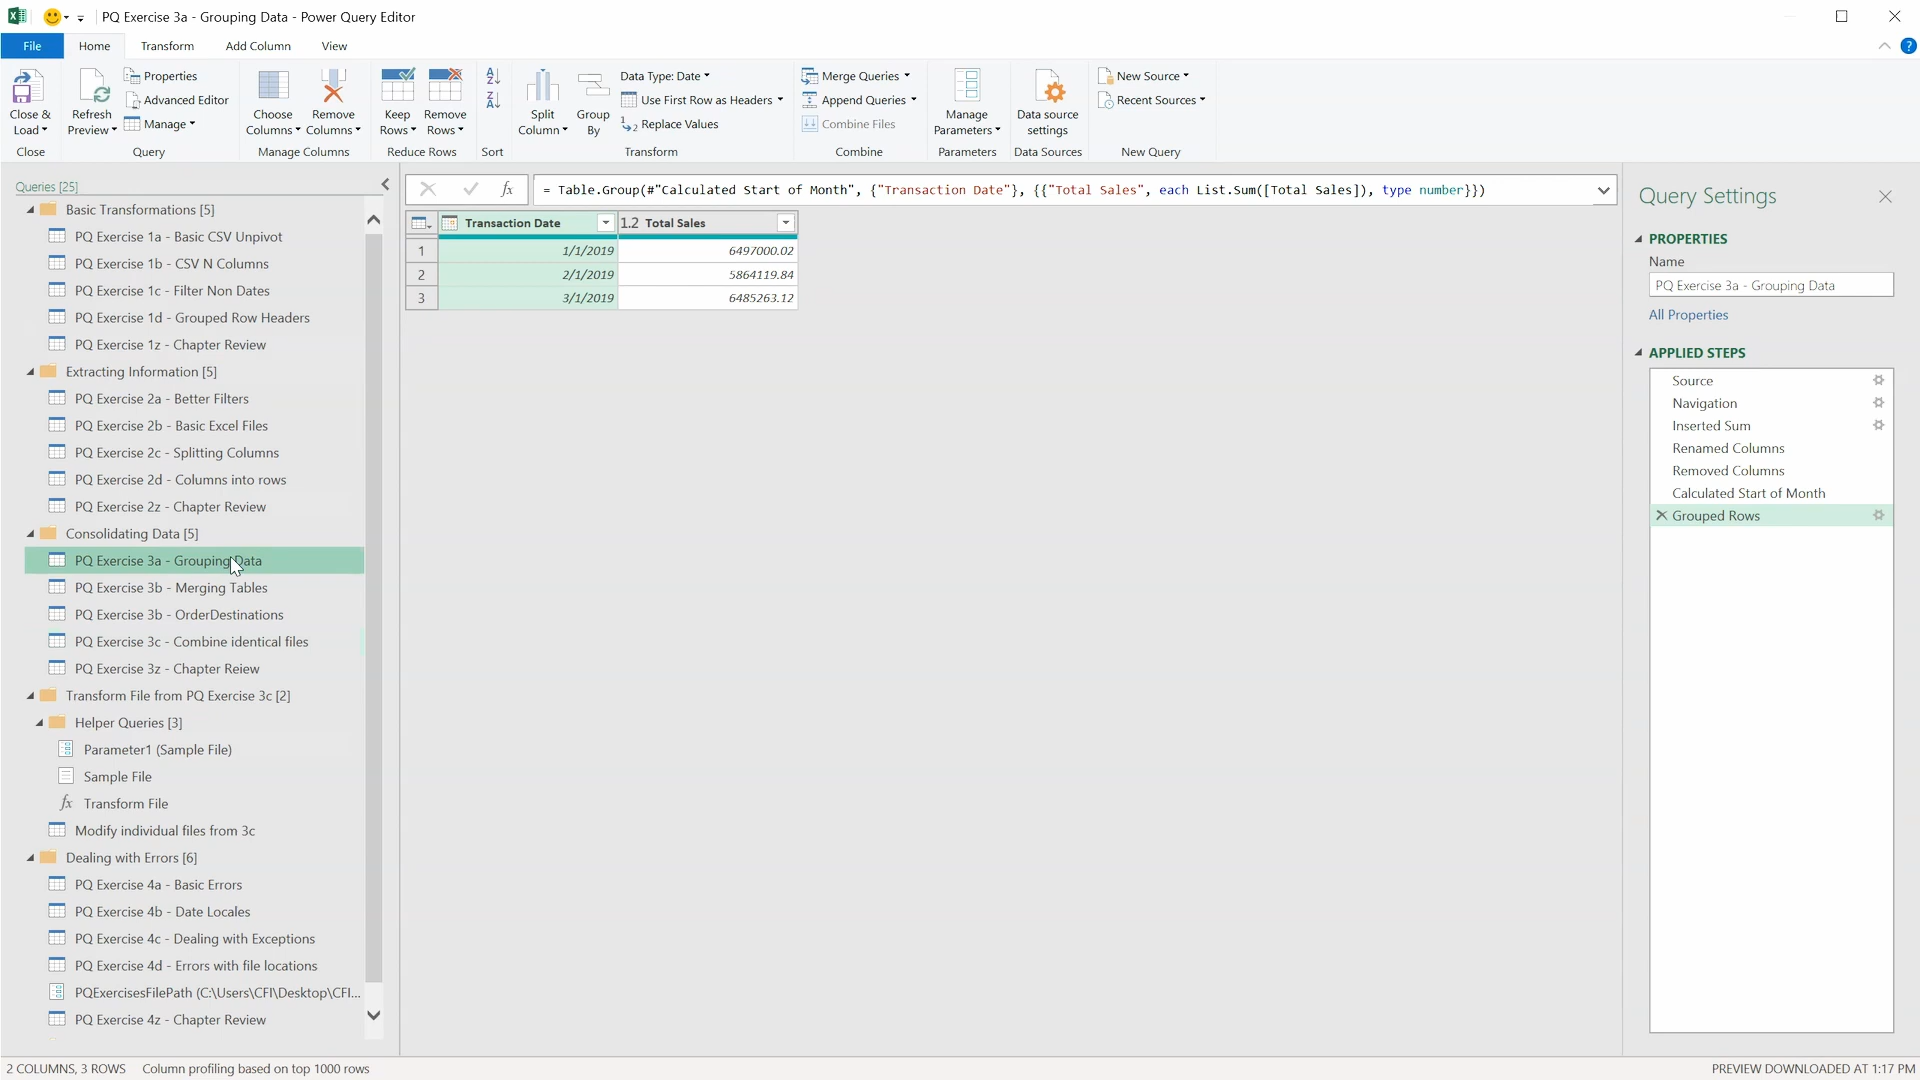 PQ Exercise 3a - Grouping Data - Power Query Editor
File Home Transform Add Column View
Close & Load
Refresh Preview
Properties
Advanced Editor
Manage
Choose Columns
Remove Columns
Keep Rows
Remove Rows
Split Column
Group By
Data Type: Date
Use First Row as Headers
Replace Values
Merge Queries
Append Queries
Combine Files
Manage Parameters
Data source settings
New Source
Recent Sources
Close Query Manage Columns Reduce Rows Sort Transform Combine Parameters Data Sources New Query
Queries [25]
Basic Transformations [5]
PQ Exercise 1a - Basic CSV Unpivot
PQ Exercise 1b - CSV N Columns
PQ Exercise 1c - Filter Non Dates
PQ Exercise 1d - Grouped Row Headers
PQ Exercise 1z - Chapter Review
Extracting Information [5]
PQ Exercise 2a - Better Filters
PQ Exercise 2b - Basic Excel Files
PQ Exercise 2c - Splitting Columns
PQ Exercise 2d - Columns into rows
PQ Exercise 2z - Chapter Review
Consolidating Data [5]
PQ Exercise 3a - Grouping Data
PQ Exercise 3b - Merging Tables
PQ Exercise 3b - OrderDestinations
PQ Exercise 3c - Combine identical files
PQ Exercise 3z - Chapter Reiew
Transform File from PQ Exercise 3c [2]
Helper Queries [3]
Parameter1 (Sample File)
Sample File
fx Transform File
Modify individual files from 3c
Dealing with Errors [6]
PQ Exercise 4a - Basic Errors
PQ Exercise 4b - Date Locales
PQ Exercise 4c - Dealing with Exceptions
PQ Exercise 4d - Errors with file locations
PQExercisesFilePath (C:\Users\CFI\Desktop\CFI...
PQ Exercise 4z - Chapter Review
fx = Table.Group(#"Calculated Start of Month", {"Transaction Date"}, {{"Total Sales", each List.Sum([Total Sales]), type number}})
Transaction Date 1.2 Total Sales
1 1/1/2019 6497000.02
2 2/1/2019 5864119.84
3 3/1/2019 6485263.12
Query Settings
PROPERTIES
Name
PQ Exercise 3a - Grouping Data
All Properties
APPLIED STEPS
Source
Navigation
Inserted Sum
Renamed Columns
Removed Columns
Calculated Start of Month
Grouped Rows
2 COLUMNS, 3 ROWS Column profiling based on top 1000 rows
PREVIEW DOWNLOADED AT 1:17 PM